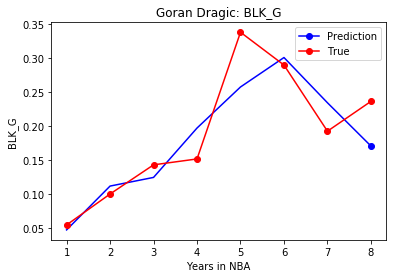 Goran Dragic: BLK_G
Prediction
True
0.35
0.30
0.25
0.20
0.15
0.10
0.05
BLK_G
1 2 3 4 5 6 7 8
Years in NBA